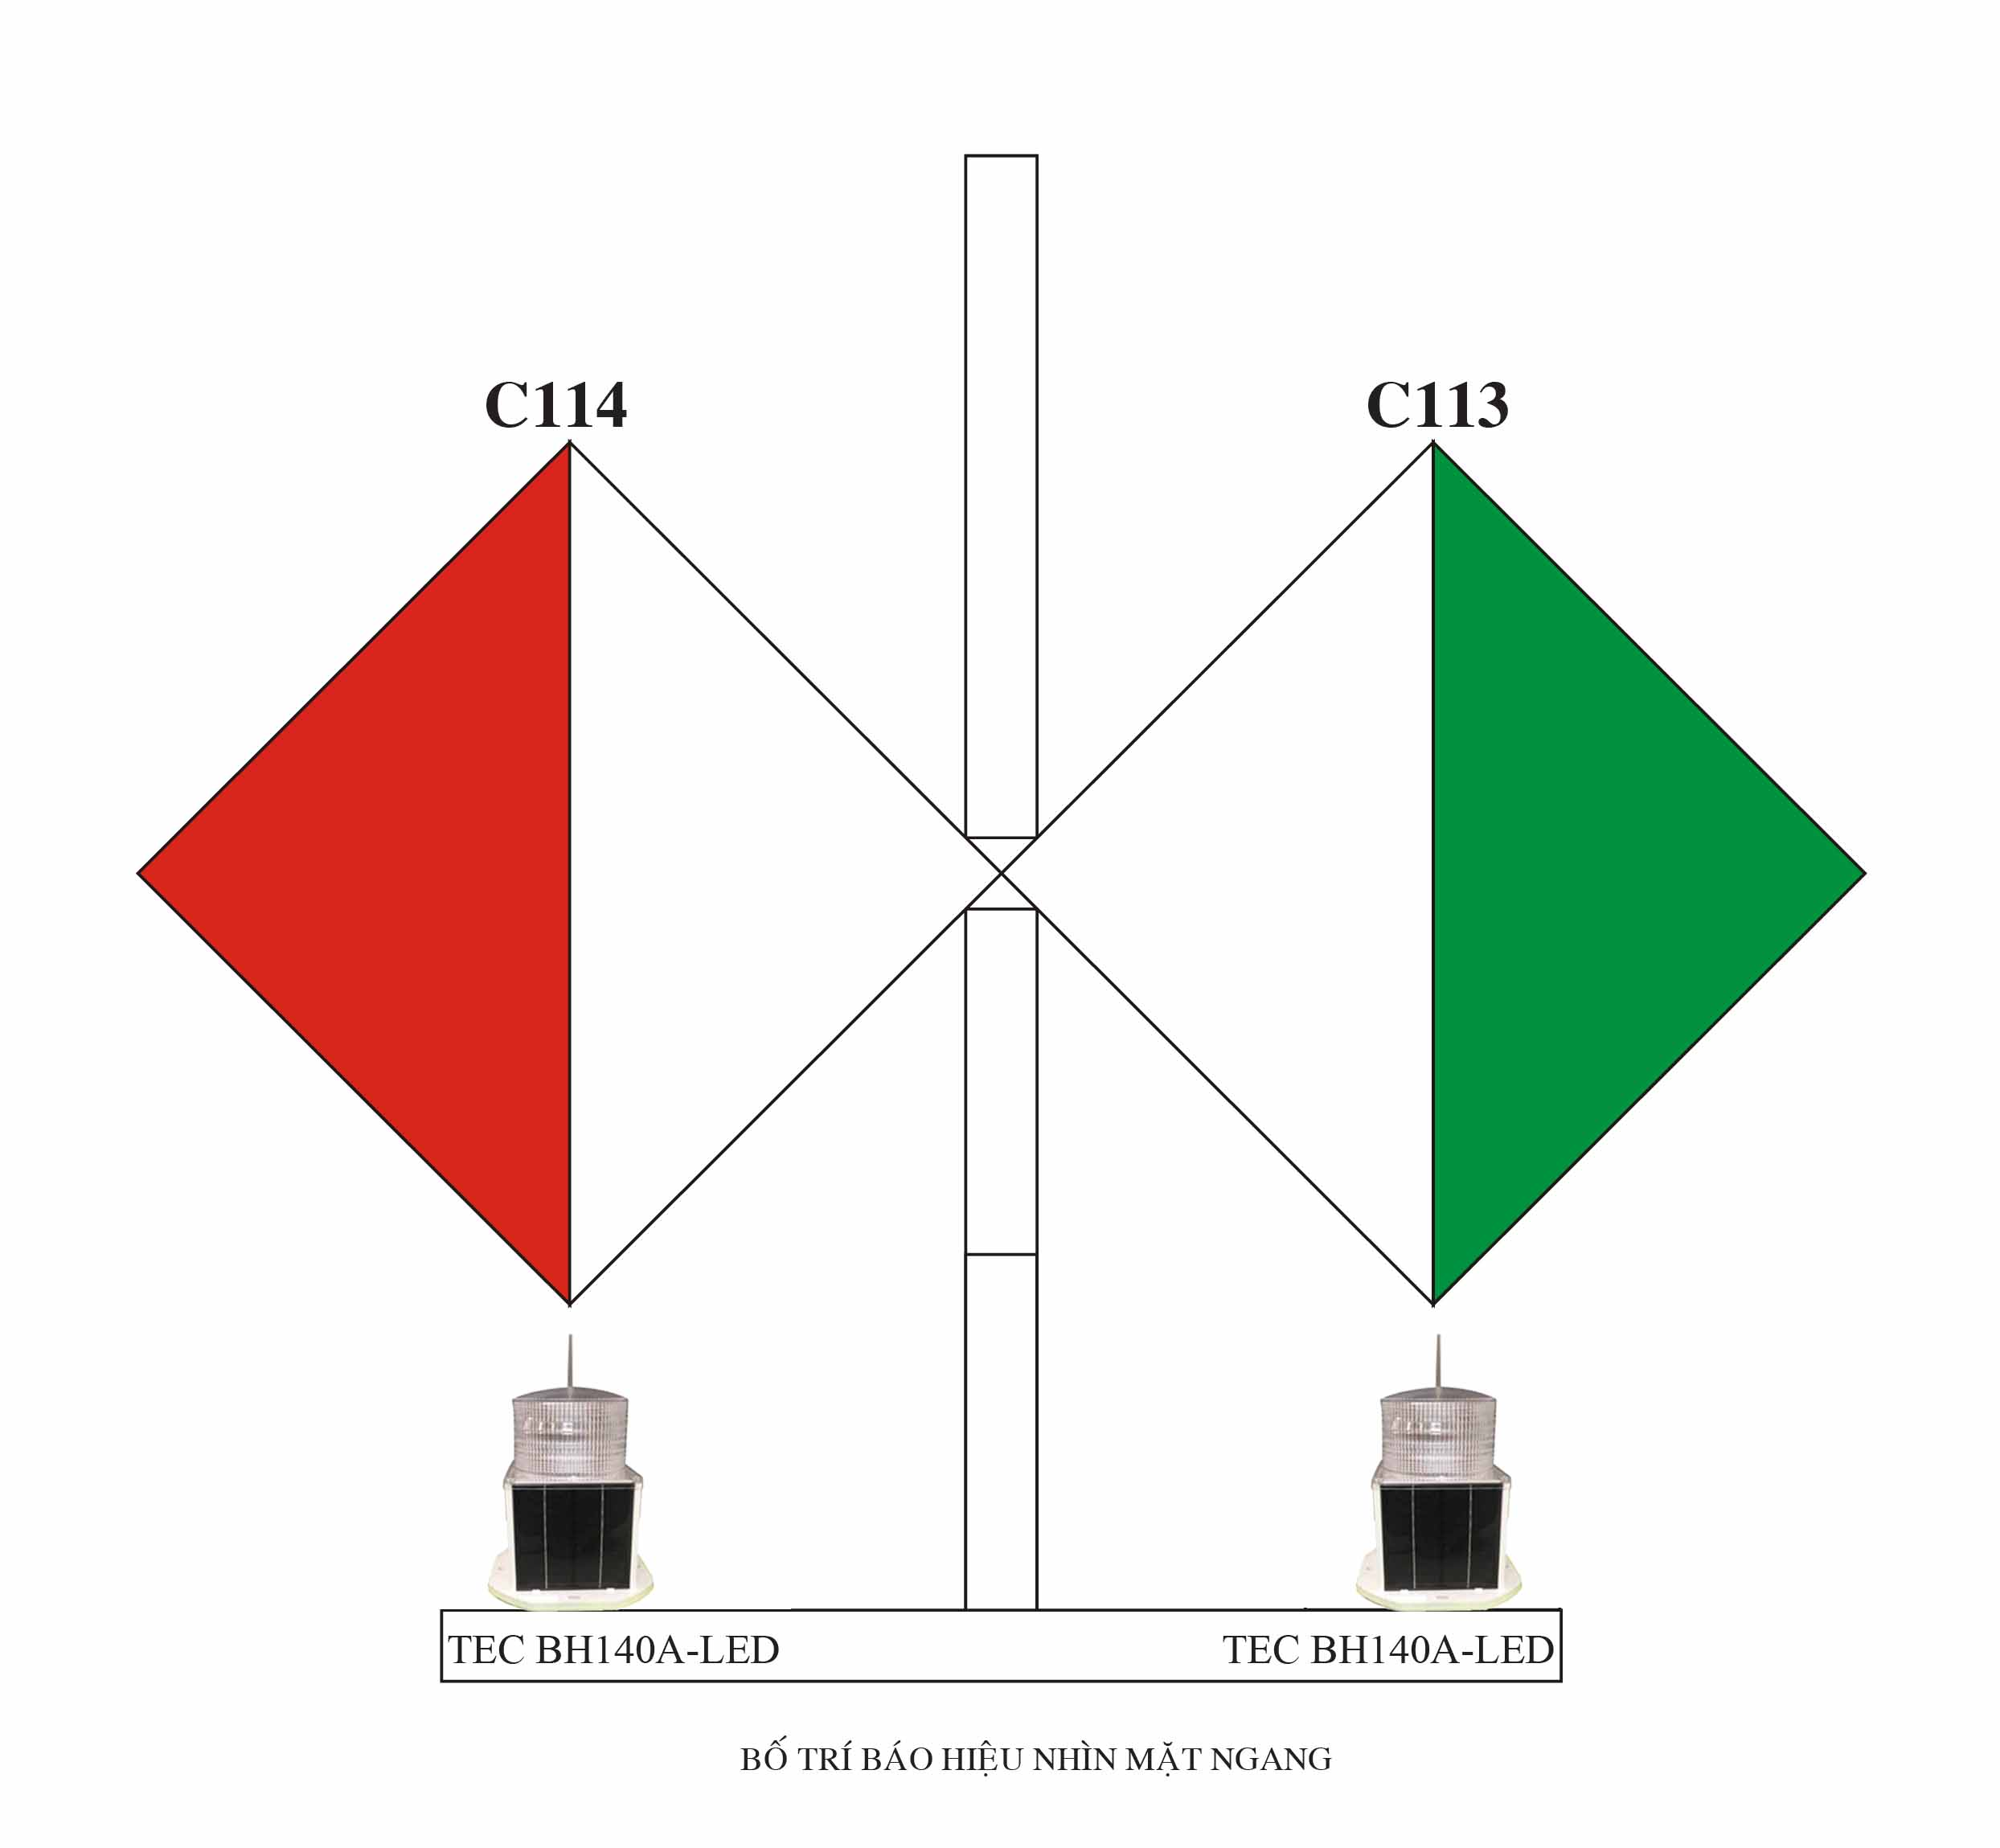 C114 C113
TEC BH140A-LED TEC BH140A-LED
BỐ TRÍ BÁO HIỆU NHÌN MẶT NGANG